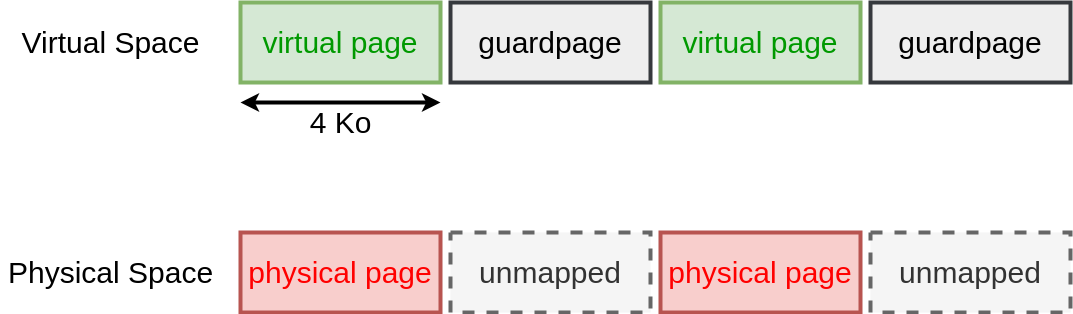 Virtual Space virtual page guardpage virtual page guardpage
4 Ko
Physical Space physical page unmapped physical page unmapped